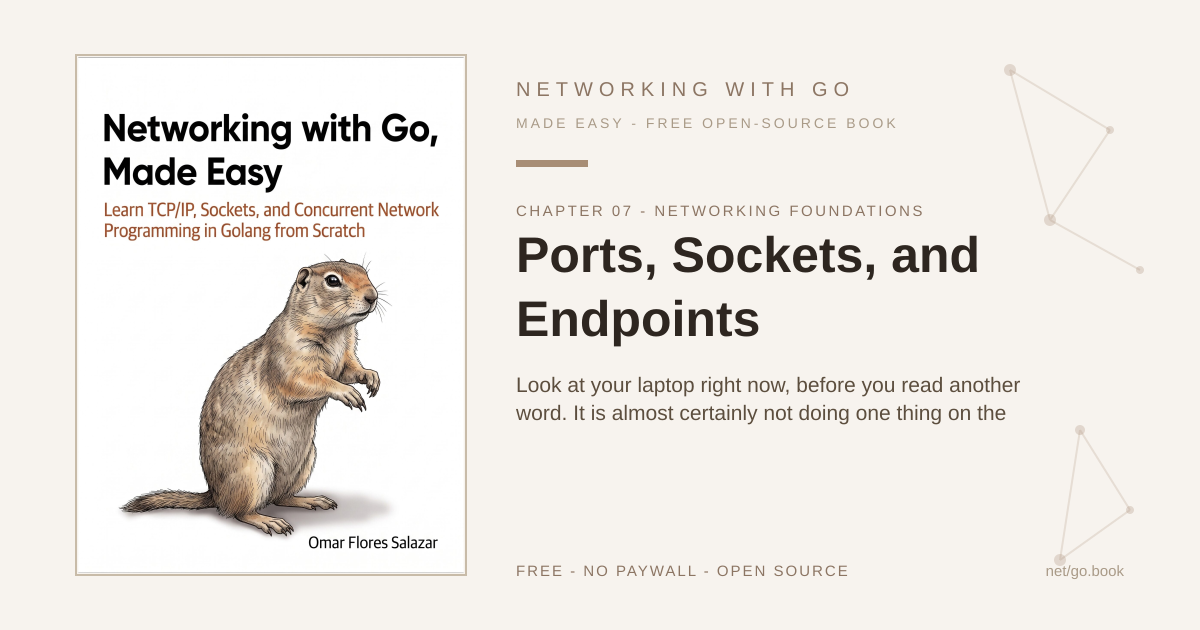 Networking with Go,
Made Easy
Learn TCP/IP, Sockets, and Concurrent Network
Programming in Golang from Scratch
Omar Flores Salazar
NETWORKING WITH GO
MADE EASY - FREE OPEN-SOURCE BOOK
CHAPTER 07 - NETWORKING FOUNDATIONS
Ports, Sockets, and
Endpoints
Look at your laptop right now, before you read another
word. It is almost certainly not doing one thing on the
FREE - NO PAYWALL - OPEN SOURCE
net/go.book